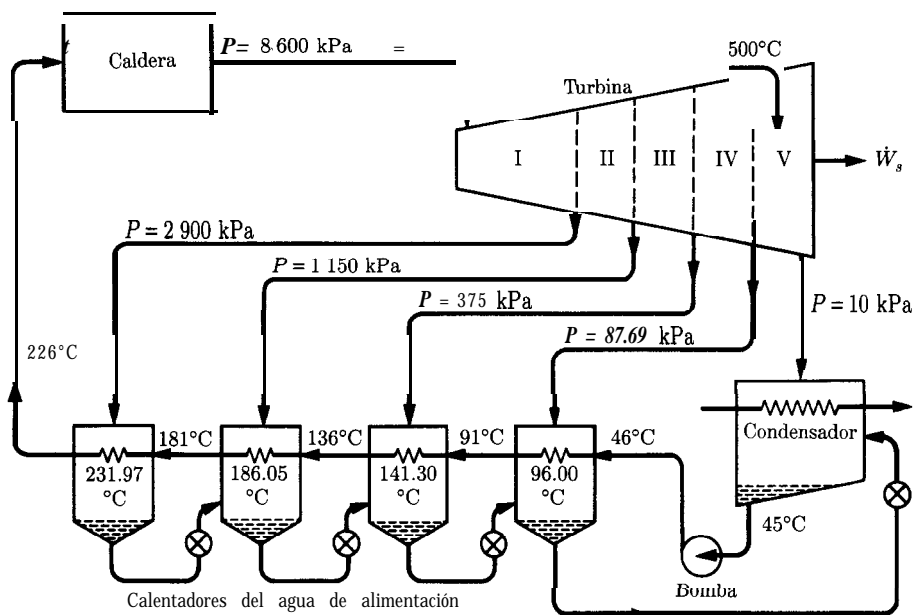 P = 8 600 kPa =
Caldera
500°C
Turbina
I II III IV V
Ẇs
P = 2 900 kPa
P = 1 150 kPa
P = 375 kPa
P = 87.69 kPa
P = 10 kPa
226°C
181°C
136°C
91°C
46°C
Condensador
231.97 °C
186.05 °C
141.30 °C
96.00 °C
45°C
Bomba
Calentadores del agua de alimentación